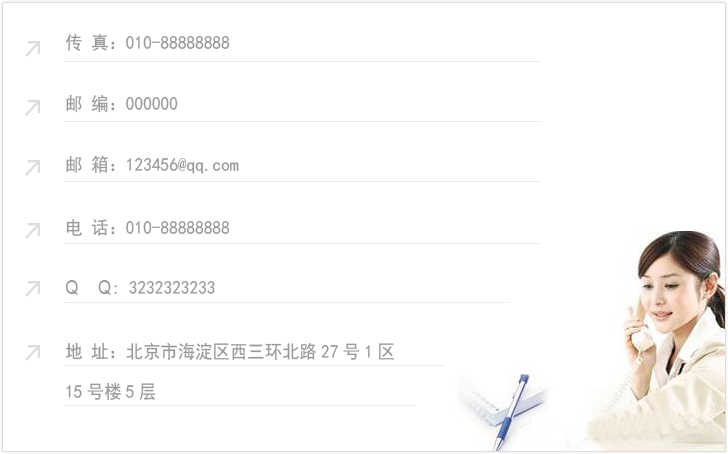 传 真：010-88888888
邮 编：000000
邮 箱：123456@qq.com
电 话：010-88888888
Q Q：3232323233
地 址：北京市海淀区西三环北路 27 号 1 区
15 号楼 5 层